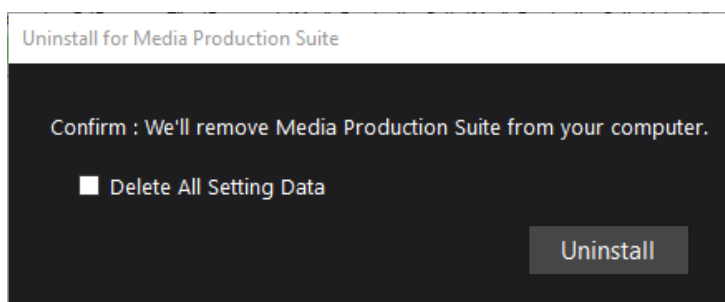 Uninstall for Media Production Suite
Confirm : We'll remove Media Production Suite from your computer.
Delete All Setting Data
Uninstall